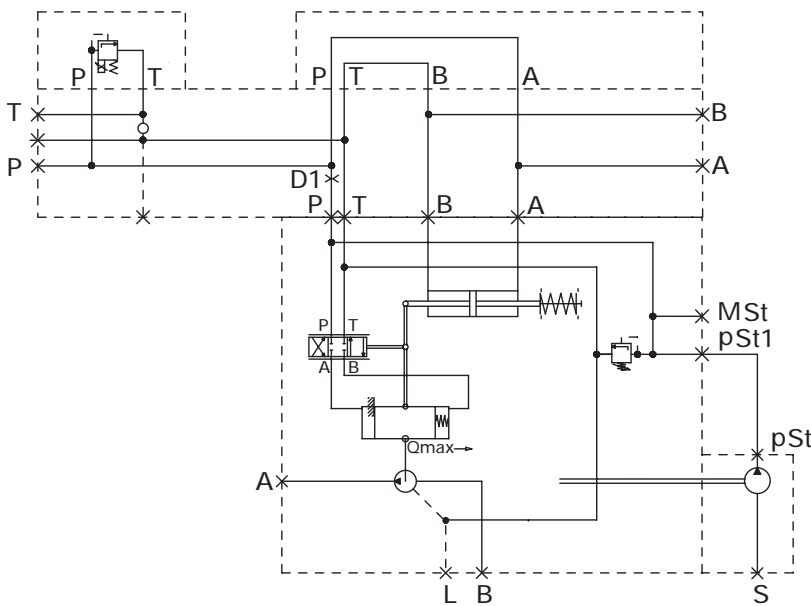 P T
P T B A
T B
P A
D1
P T B A
MSt
P T
pSt1
A B
Qmax
pSt
A
L B S